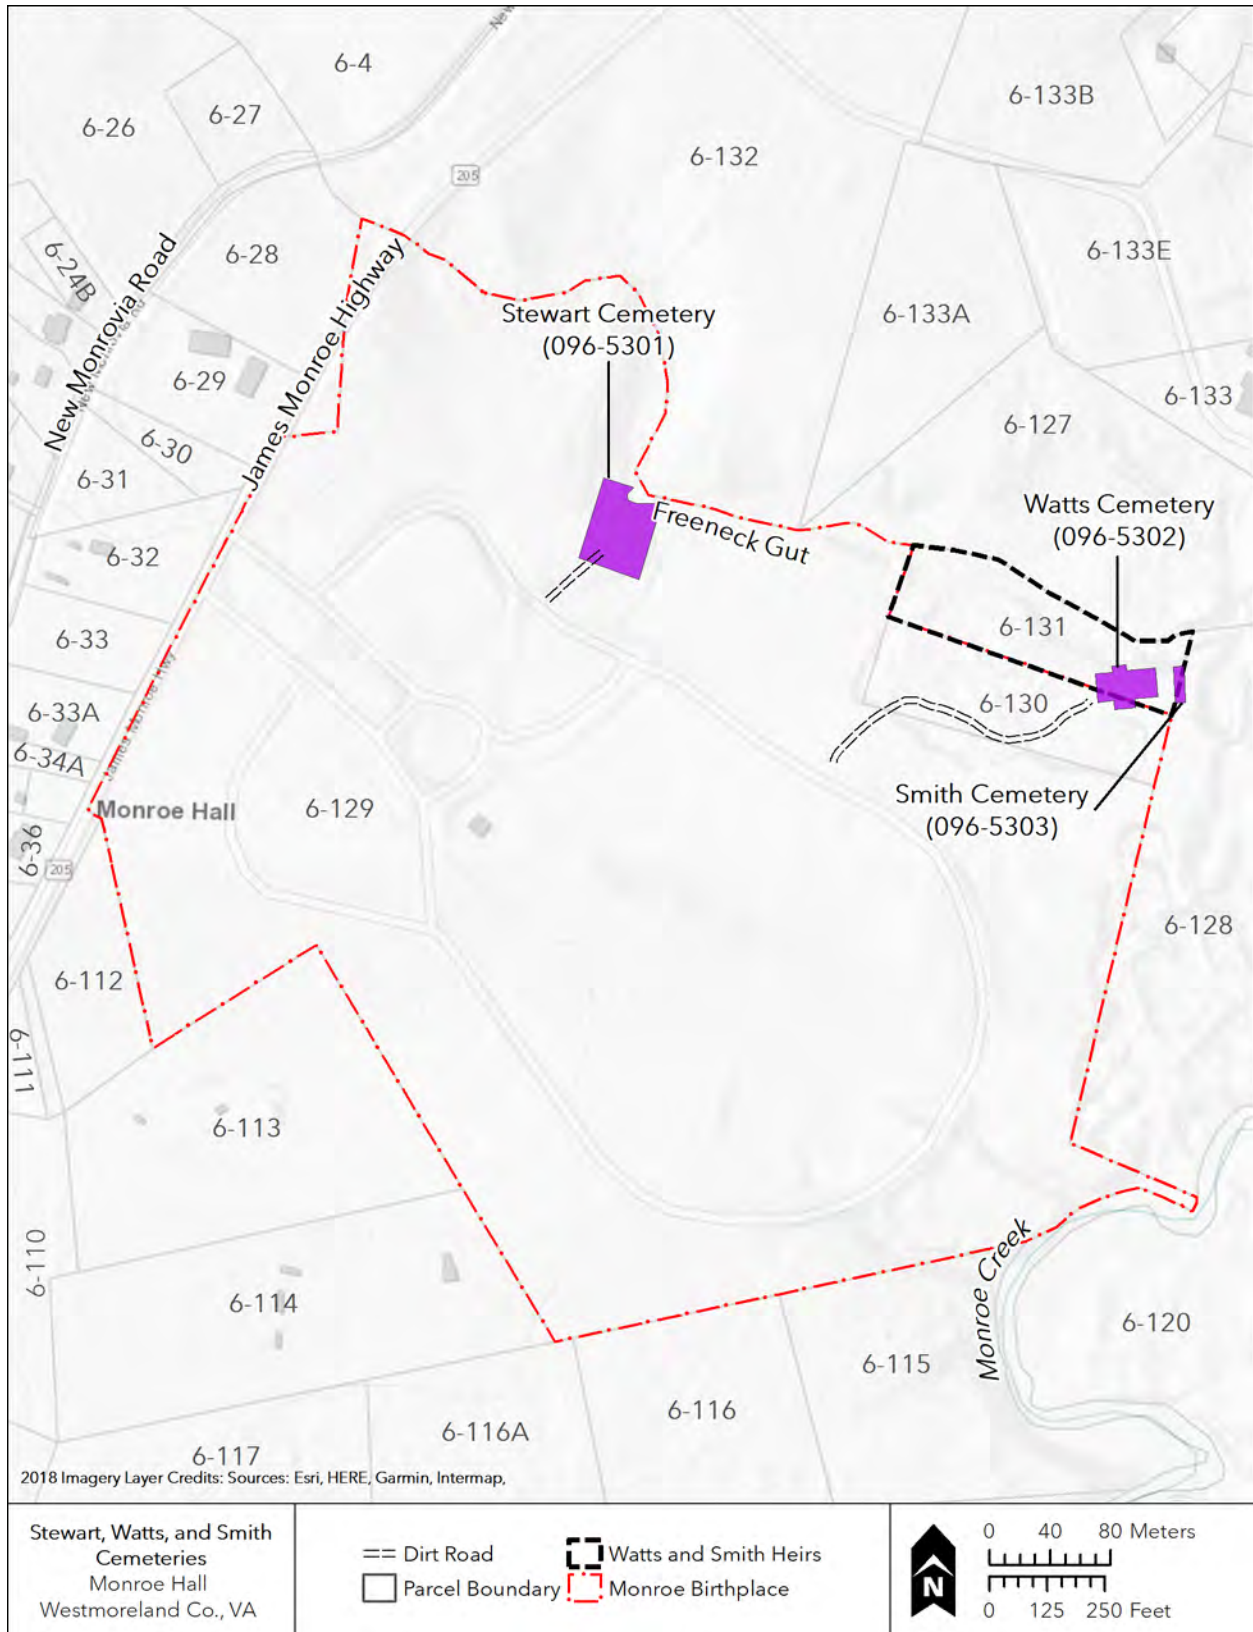 New
6-4
6-27
6-26
6-133B
6-132
205
6-28
6-24B
New Monrovia Road
James Monroe Highway
6-133E
Stewart Cemetery
(096-5301)
6-133A
6-29
6-133
6-30
6-127
6-31
Watts Cemetery
(096-5302)
Freeneck Gut
6-32
6-131
6-33
James Monroe Hwy
6-130
6-33A
6-34A
Smith Cemetery
(096-5303)
Monroe Hall
6-129
6-36
205
6-128
6-112
6-111
6-113
6-110
Monroe Creek
6-114
6-120
6-115
6-116
6-116A
6-117
2018 Imagery Layer Credits: Sources: Esri, HERE, Garmin, Intermap,
Stewart, Watts, and Smith
Cemeteries
Monroe Hall
Westmoreland Co., VA
Dirt Road
Parcel Boundary
Watts and Smith Heirs
Monroe Birthplace
N
0 40 80 Meters
0 125 250 Feet